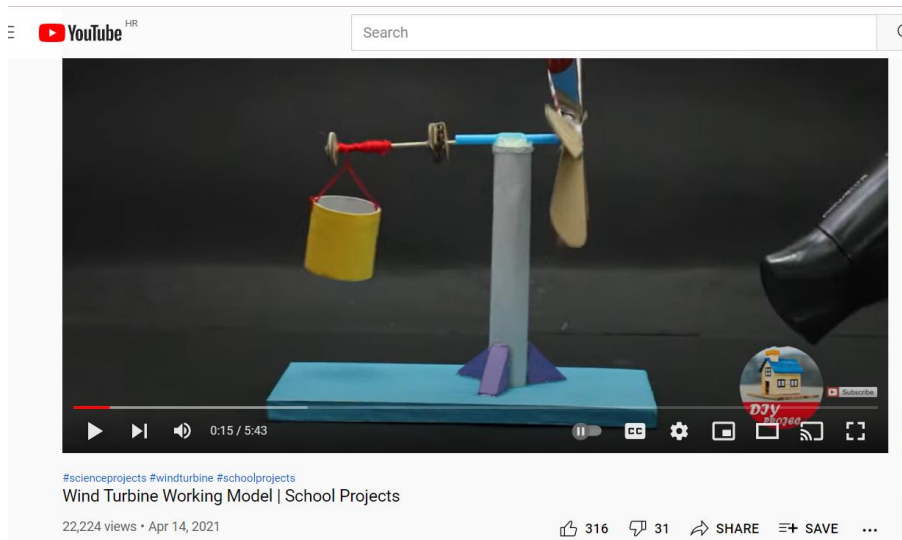 YouTube HR
Search
Subscribe
DIY
Projec
0:15 / 5:43
CC
#scienceprojects #windturbine #schoolprojects
Wind Turbine Working Model | School Projects
22,224 views • Apr 14, 2021
316
31
SHARE
SAVE